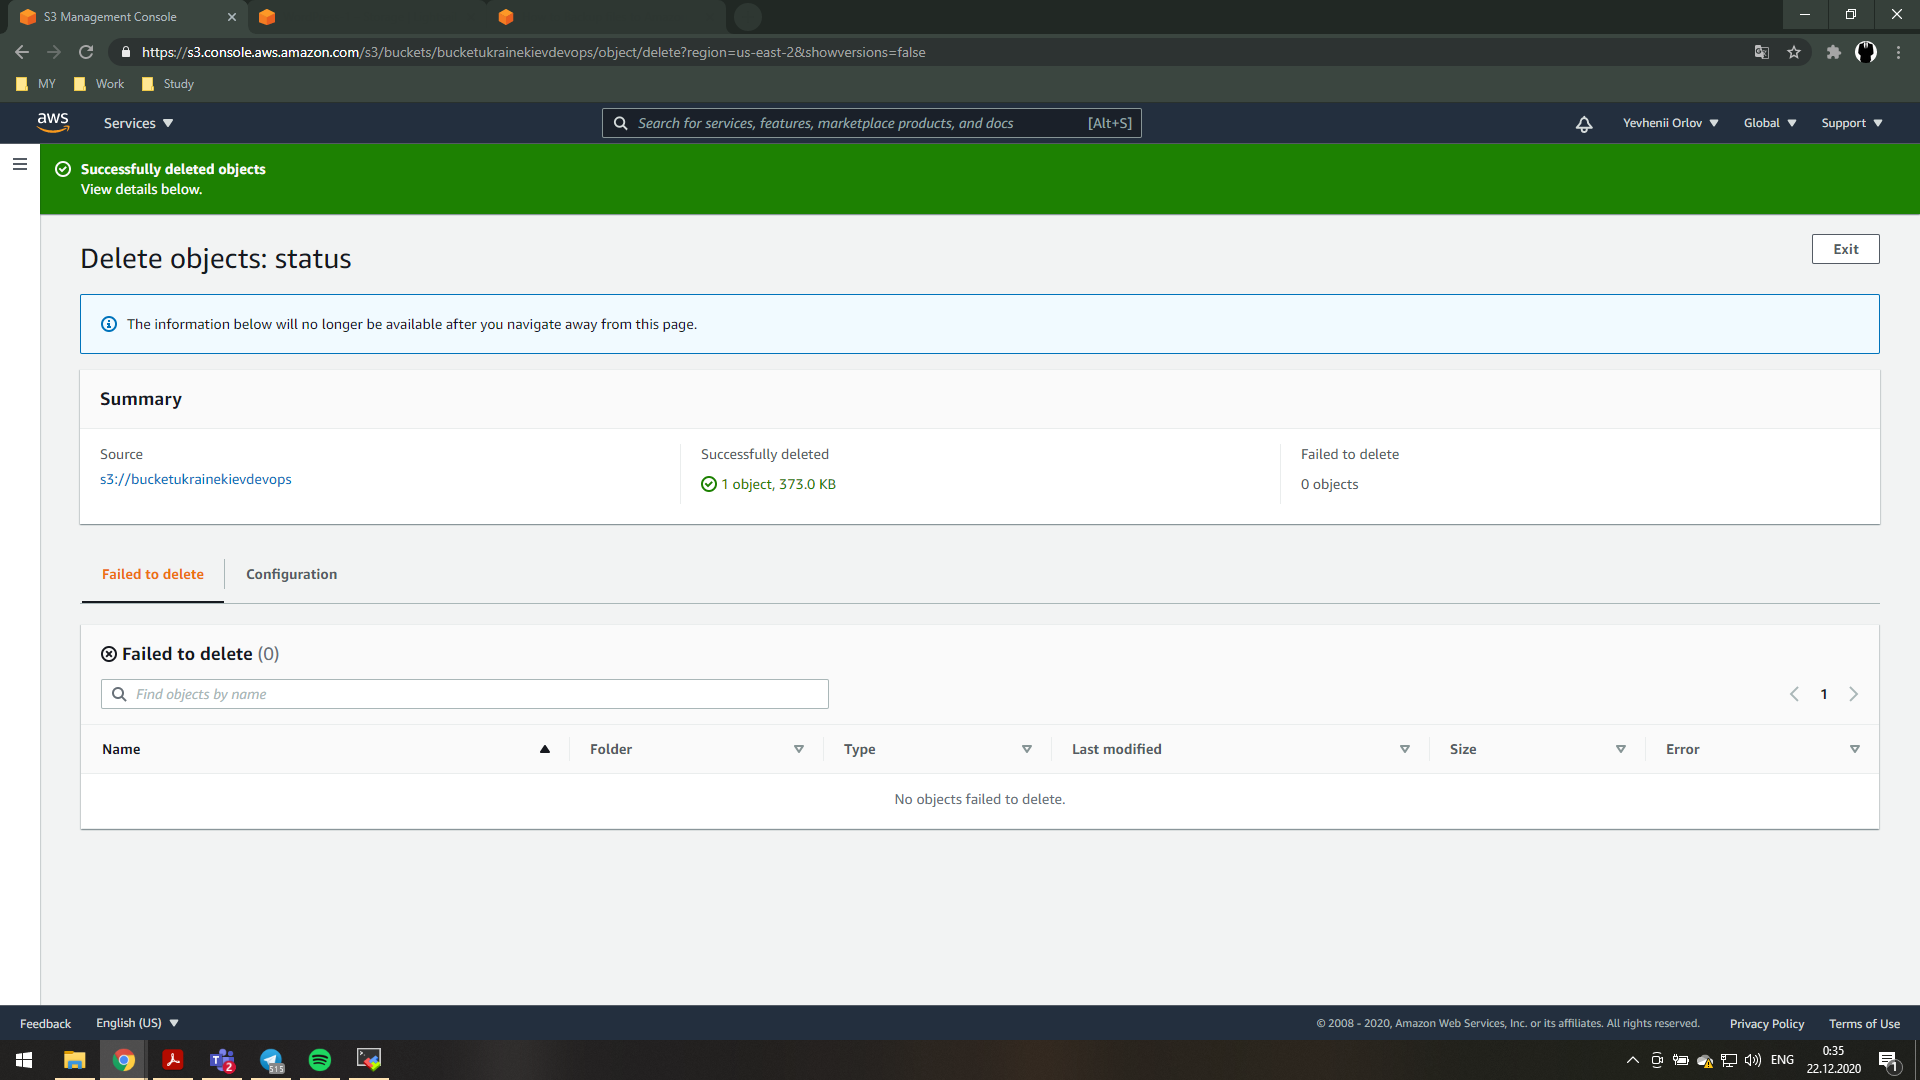 S3 Management Console
https://s3.console.aws.amazon.com/s3/buckets/bucketukrainekievdevops/object/delete?region=us-east-2&showversions=false
MY
Work
Study
aws
Services
Search for services, features, marketplace products, and docs
[Alt+S]
Yevhenii Orlov
Global
Support
Successfully deleted objects
View details below.
Delete objects: status
Exit
The information below will no longer be available after you navigate away from this page.
Summary
Source
s3://bucketukrainekievdevops
Successfully deleted
1 object, 373.0 KB
Failed to delete
0 objects
Failed to delete
Configuration
Failed to delete (0)
Find objects by name
1
Name
Folder
Type
Last modified
Size
Error
No objects failed to delete.
Feedback
English (US)
© 2008 - 2020, Amazon Web Services, Inc. or its affiliates. All rights reserved.
Privacy Policy
Terms of Use
2
515
ENG
0:35
22.12.2020
1